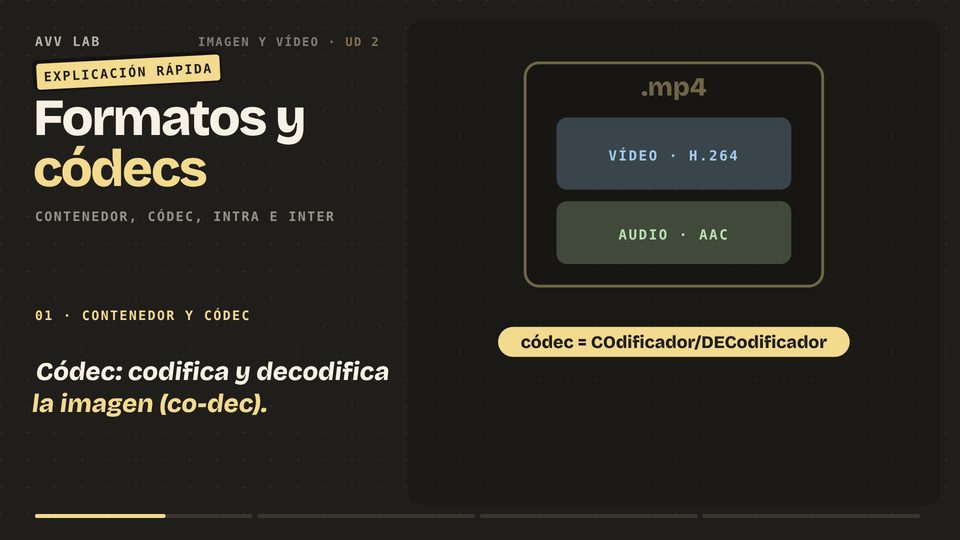 AVV LAB
IMAGEN Y VÍDEO · UD 2
EXPLICACIÓN RÁPIDA
Formatos y
códecs
CONTENEDOR, CÓDEC, INTRA E INTER
01 · CONTENEDOR Y CÓDEC
Códec: codifica y decodifica
la imagen (co-dec).
.mp4
VÍDEO · H.264
AUDIO · AAC
códec = COdificador/DECodificador